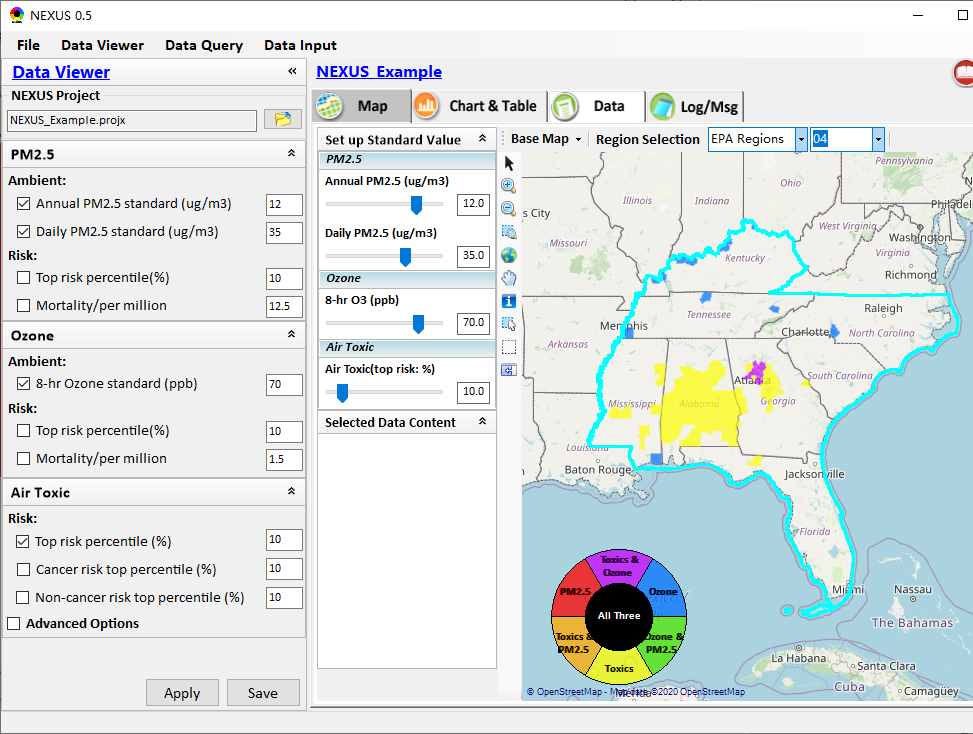 NEXUS 0.5
File Data Viewer Data Query Data Input
Data Viewer «
NEXUS Project
NEXUS_Example.projx
PM2.5
Ambient:
Annual PM2.5 standard (ug/m3) 12
Daily PM2.5 standard (ug/m3) 35
Risk:
Top risk percentile(%) 10
Mortality/per million 12.5
Ozone
Ambient:
8-hr Ozone standard (ppb) 70
Risk:
Top risk percentile(%) 10
Mortality/per million 1.5
Air Toxic
Risk:
Top risk percentile (%) 10
Cancer risk top percentile (%) 10
Non-cancer risk top percentile (%) 10
Advanced Options
Apply Save
NEXUS_Example
Map Chart & Table Data Log/Msg
Set up Standard Value
PM2.5
Annual PM2.5 (ug/m3)
12.0
Daily PM2.5 (ug/m3)
35.0
Ozone
8-hr O3 (ppb)
70.0
Air Toxic
Air Toxic(top risk: %)
10.0
Selected Data Content
Base Map Region Selection EPA Regions 04
Pennsylvania
Ohio
Illinois Indiana
Philadel
s City
West Virginia
Washington
Missouri
Kentucky
Virginia
Richmond
Tennessee
Raleigh
Memphis
Charlotte North Carolina
Arkansas
South Carolina
Atlanta
Mississippi Alabama Georgia
Louisiana
Baton Rouge
Jacksonville
Florida
Miami
Nassau
The Bahamas
La Habana
Santa Clara
Cuba
Camagüey
Mérida
Toxics &
Ozone
PM2.5 Ozone
All Three
Toxics &
PM2.5
Ozone &
PM2.5
Toxics
© OpenStreetMap - Map data ©2020 OpenStreetMap